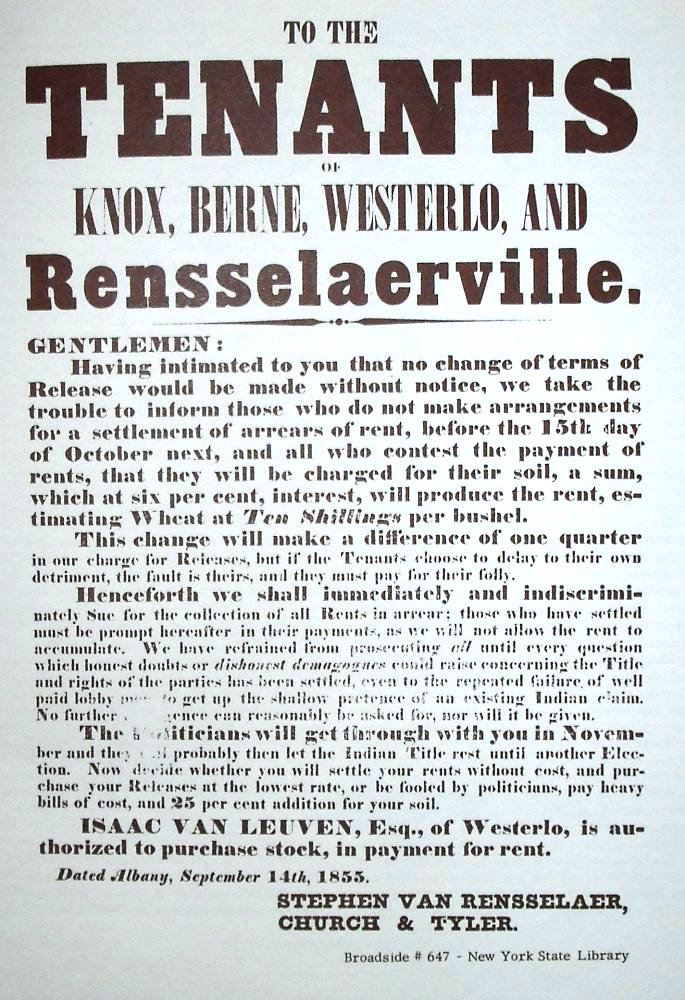 TO THE
TENANTS
OF
KNOX, BERNE, WESTERLO, AND
Rensselaerville.
GENTLEMEN:
Having intimated to you that no change of terms of
Release would be made without notice, we take the
trouble to inform those who do not make arrangements
for a settlement of arrears of rent, before the 15th day
of October next, and all who contest the payment of
rents, that they will be charged for their soil, a sum,
which at six per cent, interest, will produce the rent, es-
timating Wheat at Ten Shillings per bushel.
This change will make a difference of one quarter
in our charge for Releases, but if the Tenants choose to delay to their own
detriment, the fault is theirs, and they must pay for their folly.
Henceforth we shall immediately and indiscrimi-
nately Sue for the collection of all Rents in arrear; those who have settled
must be prompt hereafter in their payments, as we will not allow the rent to
accumulate. We have refrained from prosecuting all until every question
which honest doubts or dishonest demagogues could raise concerning the Title
and rights of the parties has been settled, even to the repeated failure of well
paid lobby to get up the shallow pretence of an existing Indian claim.
No further can reasonably be asked for, nor will it be given.
The Politicians will get through with you in Novem-
ber and they probably then let the Indian Title rest until another Elec-
tion. Now decide whether you will settle your rents without cost, and pur-
chase your Releases at the lowest rate, or be fooled by politicians, pay heavy
bills of cost, and 25 per cent addition for your soil.
ISAAC VAN LEUVEN, Esq., of Westerlo, is au-
thorized to purchase stock, in payment for rent.
Dated Albany, September 14th, 1855.
STEPHEN VAN RENSSELAER,
CHURCH & TYLER.
Broadside # 647 - New York State Library